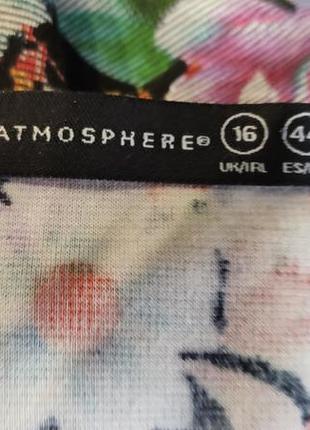 ATMOSPHERE® 16 44
UK/IRL ES/